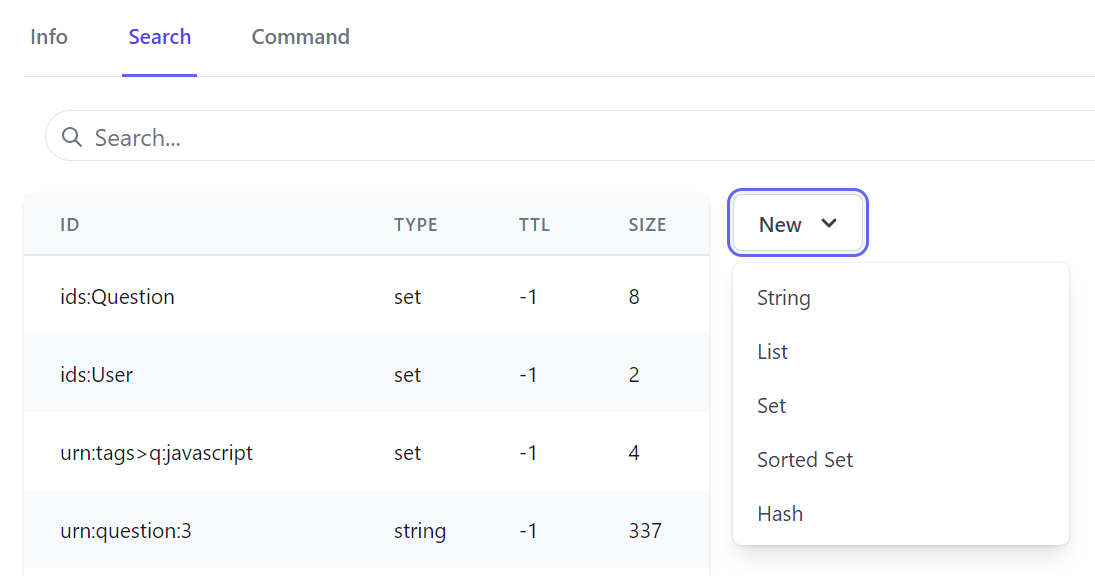 Info Search Command
Search...
ID TYPE TTL SIZE
ids:Question set -1 8
ids:User set -1 2
urn:tags>q:javascript set -1 4
urn:question:3 string -1 337
New
String
List
Set
Sorted Set
Hash